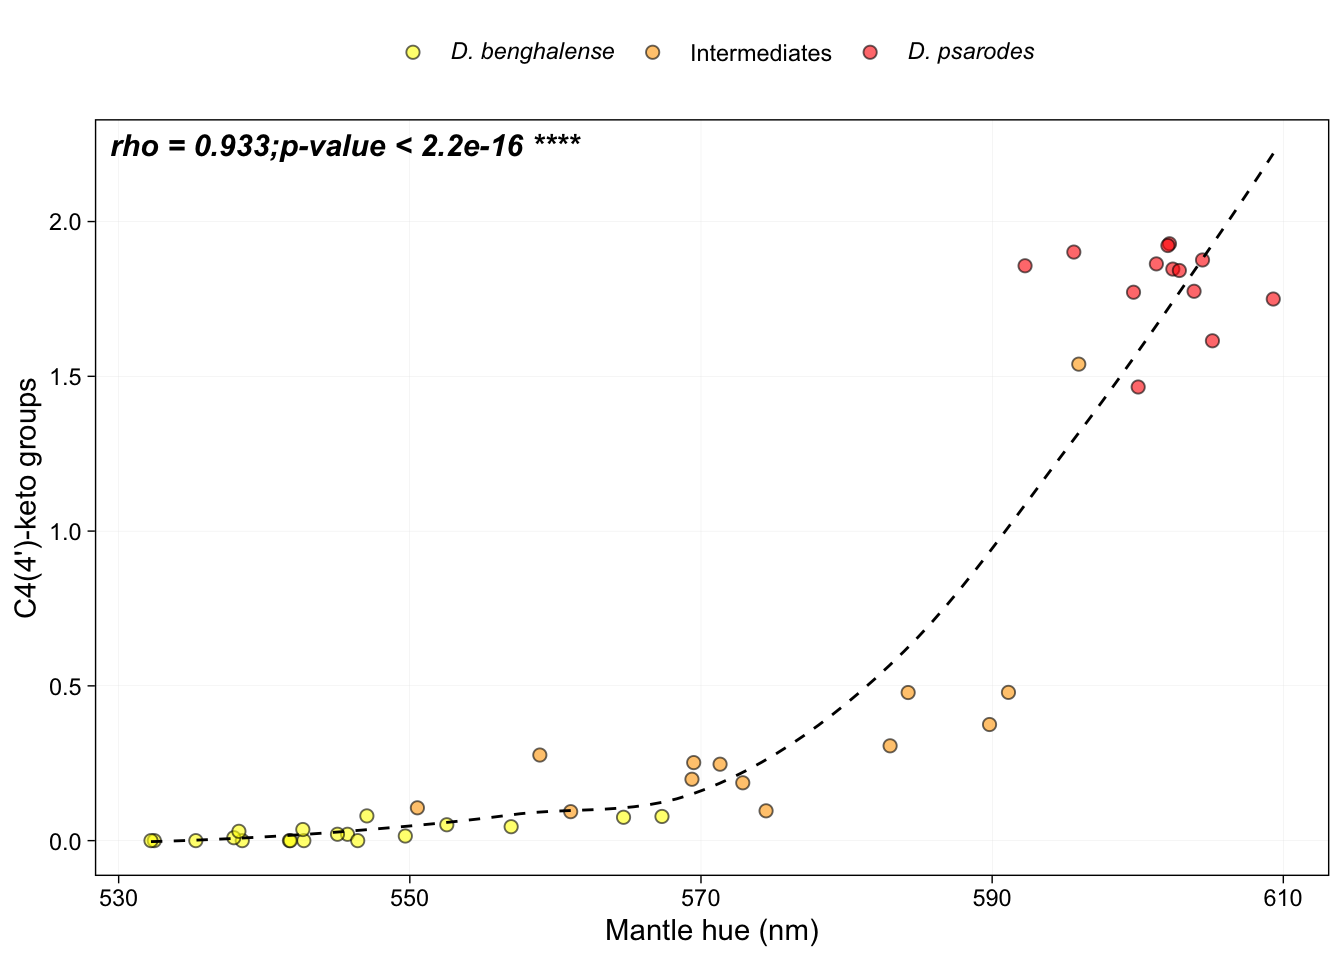 D. benghalense Intermediates D. psarodes
rho = 0.933;p-value < 2.2e-16 ****
2.0
1.5
1.0
0.5
0.0
C4(4')-keto groups
530 550 570 590 610
Mantle hue (nm)